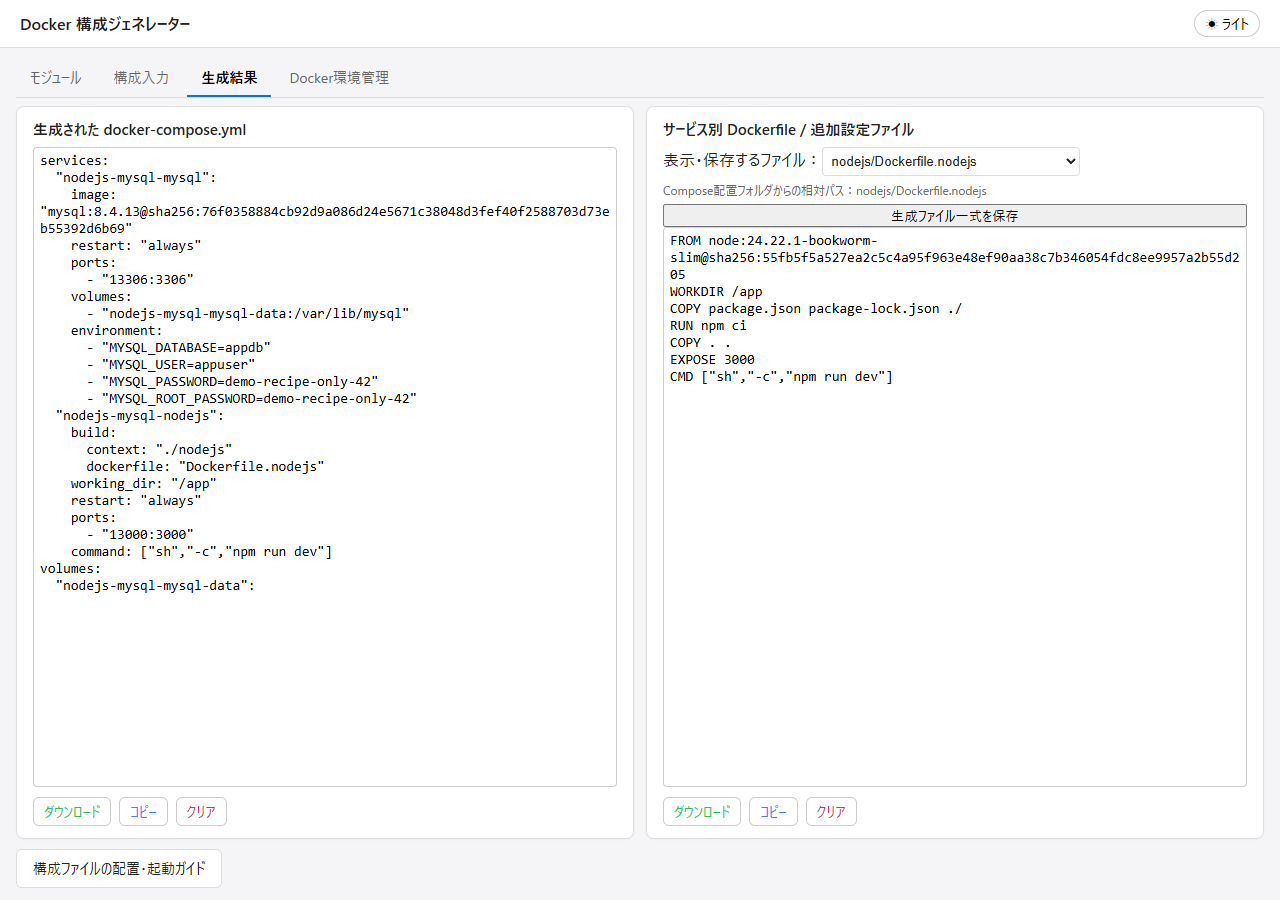 Docker 構成ジェネレーター
ライト
モジュール 構成入力 生成結果 Docker環境管理
生成された docker-compose.yml
services:
  "nodejs-mysql-mysql":
    image:
"mysql:8.4.13@sha256:76f0358884cb92d9a086d24e5671c38048d3fef40f2588703d73e
b55392d6b69"
    restart: "always"
    ports:
      - "13306:3306"
    volumes:
      - "nodejs-mysql-mysql-data:/var/lib/mysql"
    environment:
      - "MYSQL_DATABASE=appdb"
      - "MYSQL_USER=appuser"
      - "MYSQL_PASSWORD=demo-recipe-only-42"
      - "MYSQL_ROOT_PASSWORD=demo-recipe-only-42"
  "nodejs-mysql-nodejs":
    build:
      context: "./nodejs"
      dockerfile: "Dockerfile.nodejs"
    working_dir: "/app"
    restart: "always"
    ports:
      - "13000:3000"
    command: ["sh","-c","npm run dev"]
volumes:
  "nodejs-mysql-mysql-data":
ダウンロード コピー クリア
サービス別 Dockerfile / 追加設定ファイル
表示・保存するファイル： nodejs/Dockerfile.nodejs
Compose配置フォルダからの相対パス：nodejs/Dockerfile.nodejs
生成ファイル一式を保存
FROM node:24.22.1-bookworm-
slim@sha256:55fb5f5a527ea2c5c4a95f963e48ef90aa38c7b346054fdc8ee9957a2b55d2
05
WORKDIR /app
COPY package.json package-lock.json ./
RUN npm ci
COPY . .
EXPOSE 3000
CMD ["sh","-c","npm run dev"]
ダウンロード コピー クリア
構成ファイルの配置・起動ガイド